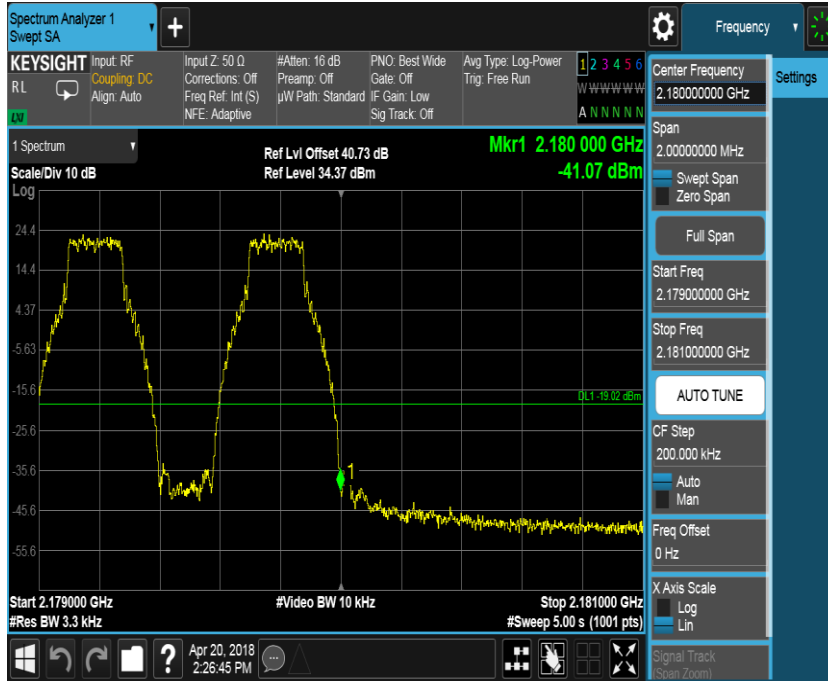 Spectrum Analyzer 1
Swept SA
Frequency
Settings
KEYSIGHT
RL
LXI
Input: RF
Coupling: DC
Align: Auto
Input Z: 50 Ω
Corrections: Off
Freq Ref: Int (S)
NFE: Adaptive
#Atten: 16 dB
Preamp: Off
µW Path: Standard
PNO: Best Wide
Gate: Off
IF Gain: Low
Sig Track: Off
Avg Type: Log-Power
Trig: Free Run
1 2 3 4 5 6
W W W W W W
A N N N N N
1 Spectrum
Scale/Div 10 dB
Ref Lvl Offset 40.73 dB
Ref Level 34.37 dBm
Mkr1 2.180 000 GHz
-41.07 dBm
Log
24.4
14.4
4.37
-5.63
-15.6
-25.6
-35.6
-45.6
-55.6
DL1 -19.02 dBm
1
Start 2.179000 GHz
#Res BW 3.3 kHz
#Video BW 10 kHz
Stop 2.181000 GHz
#Sweep 5.00 s (1001 pts)
Center Frequency
2.180000000 GHz
Span
2.00000000 MHz
Swept Span
Zero Span
Full Span
Start Freq
2.179000000 GHz
Stop Freq
2.181000000 GHz
AUTO TUNE
CF Step
200.000 kHz
Auto
Man
Freq Offset
0 Hz
X Axis Scale
Log
Lin
Signal Track
(Span Zoom)
?
Apr 20, 2018
2:26:45 PM